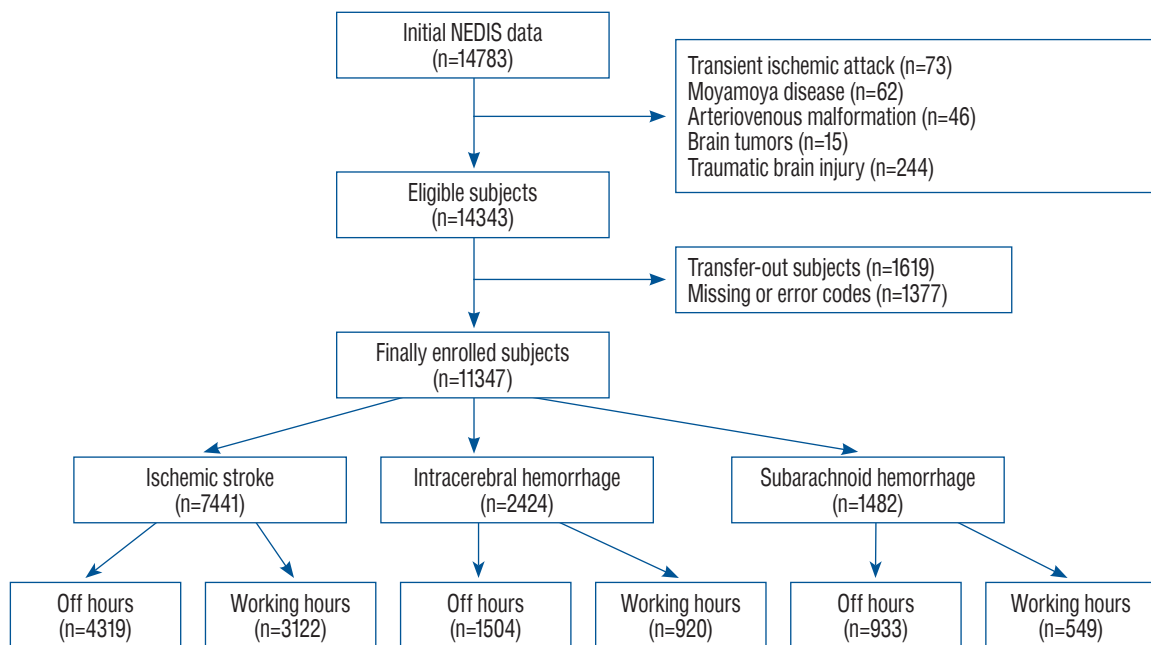 Initial NEDIS data
(n=14783)
Transient ischemic attack (n=73)
Moyamoya disease (n=62)
Arteriovenous malformation (n=46)
Brain tumors (n=15)
Traumatic brain injury (n=244)
Eligible subjects
(n=14343)
Transfer-out subjects (n=1619)
Missing or error codes (n=1377)
Finally enrolled subjects
(n=11347)
Ischemic stroke
(n=7441)
Intracerebral hemorrhage
(n=2424)
Subarachnoid hemorrhage
(n=1482)
Off hours
(n=4319)
Working hours
(n=3122)
Off hours
(n=1504)
Working hours
(n=920)
Off hours
(n=933)
Working hours
(n=549)